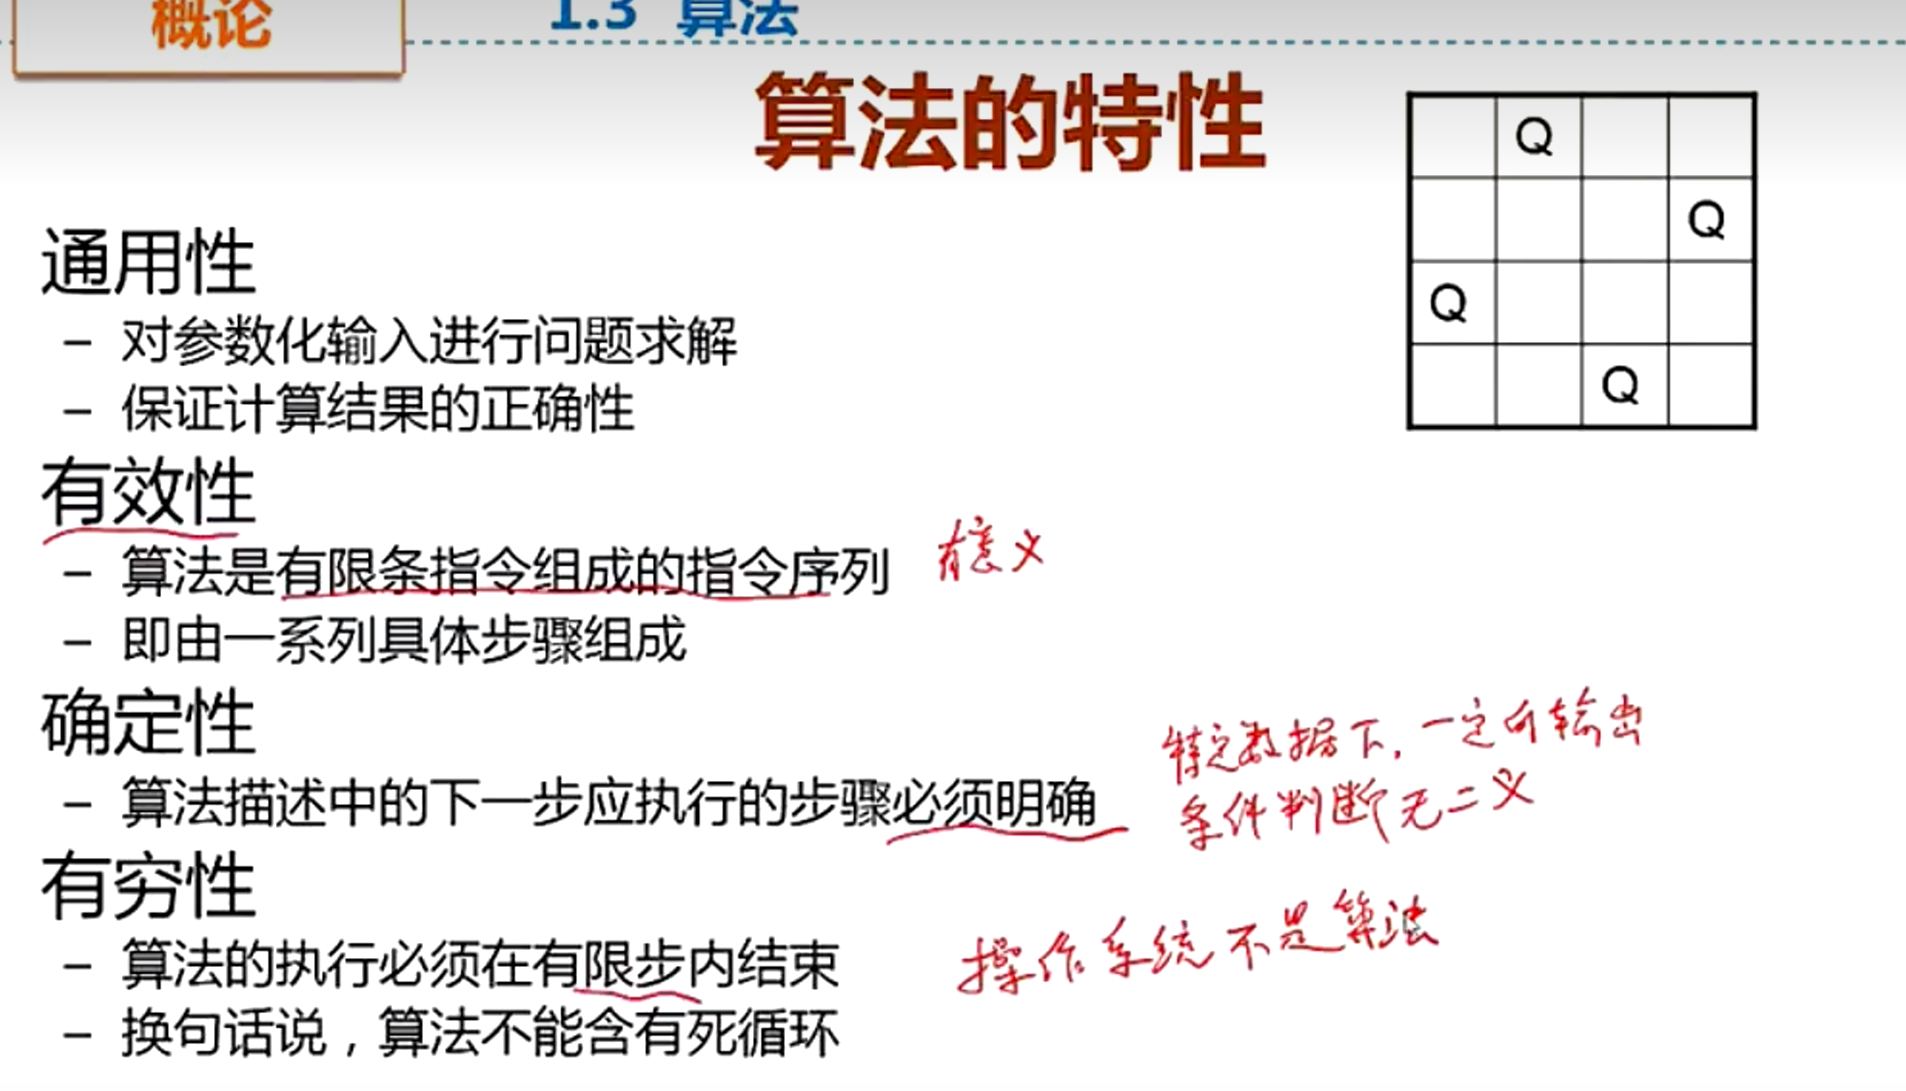 概论
1.3 算法
算法的特性
Q
Q
Q
Q
通用性
– 对参数化输入进行问题求解
– 保证计算结果的正确性
有效性
– 算法是有限条指令组成的指令序列
有意义
– 即由一系列具体步骤组成
确定性
– 算法描述中的下一步应执行的步骤必须明确
特定数据下，一定的输出
条件判断无二义
有穷性
– 算法的执行必须在有限步内结束
操作系统不是算法
– 换句话说，算法不能含有死循环